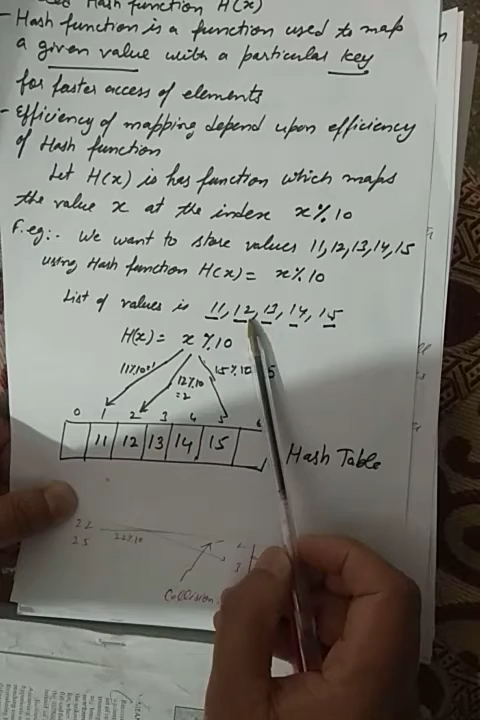 Hash function H(x)
- Hash function is a function used to map
a given value with a particular key
for faster access of elements
- Efficiency of mapping depend upon efficiency
of Hash function
Let H(x) is has function which maps
the value x at the index x%10
F.eg:- We want to store values 11,12,13,14,15
using Hash function H(x) = x%10
List of values is 11, 12, 13, 14, 15
H(x) = x %10
11%10=1 12%10 =2 15%10 5
0 1 2 3 4 5 6
11 12 13 14 15
Hash Table
22 22%10
25
Collision